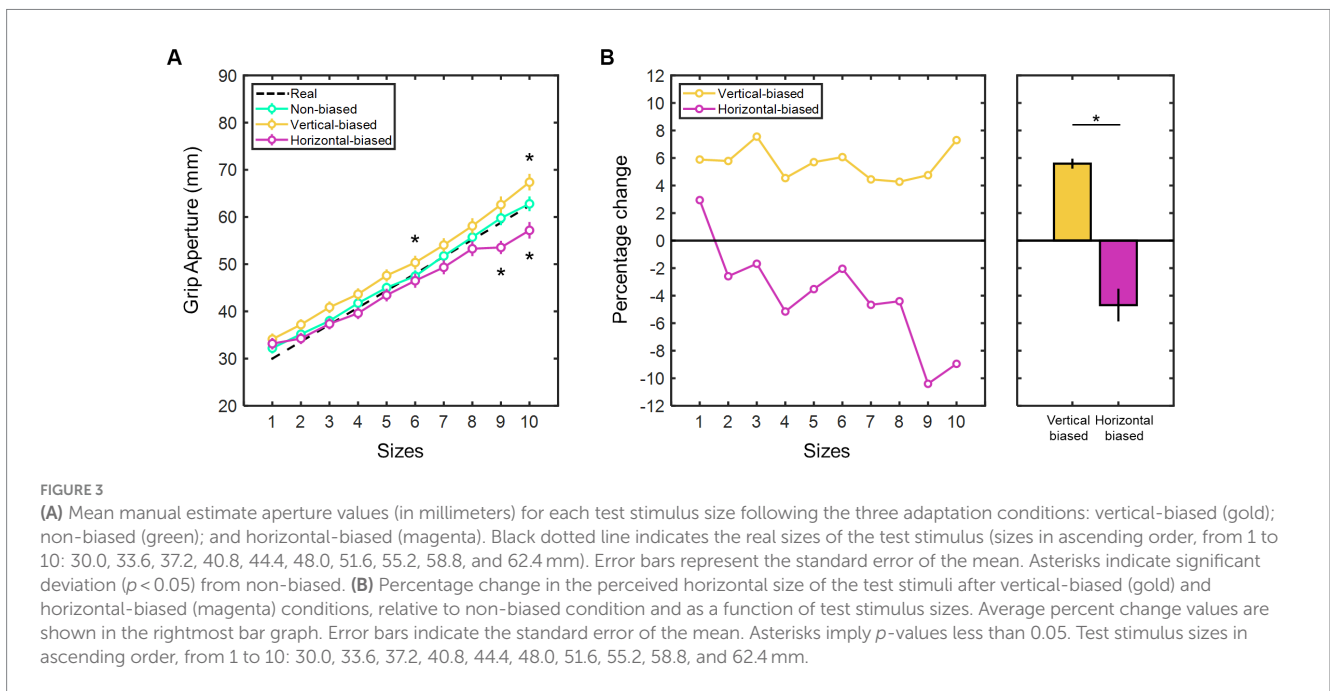 A
B
90
80
70
60
50
40
30
20
Grip Aperture (mm)
Real
Non-biased
Vertical-biased
Horizontal-biased
*
*
*
*
1 2 3 4 5 6 7 8 9 10
Sizes
12
10
8
6
4
2
0
-2
-4
-6
-8
-10
-12
Percentage change
Vertical-biased
Horizontal-biased
1 2 3 4 5 6 7 8 9 10
Sizes
*
Vertical Horizontal
biased biased
FIGURE 3
(A) Mean manual estimate aperture values (in millimeters) for each test stimulus size following the three adaptation conditions: vertical-biased (gold);
non-biased (green); and horizontal-biased (magenta). Black dotted line indicates the real sizes of the test stimulus (sizes in ascending order, from 1 to
10: 30.0, 33.6, 37.2, 40.8, 44.4, 48.0, 51.6, 55.2, 58.8, and 62.4 mm). Error bars represent the standard error of the mean. Asterisks indicate significant
deviation (p < 0.05) from non-biased. (B) Percentage change in the perceived horizontal size of the test stimuli after vertical-biased (gold) and
horizontal-biased (magenta) conditions, relative to non-biased condition and as a function of test stimulus sizes. Average percent change values are
shown in the rightmost bar graph. Error bars indicate the standard error of the mean. Asterisks imply p-values less than 0.05. Test stimulus sizes in
ascending order, from 1 to 10: 30.0, 33.6, 37.2, 40.8, 44.4, 48.0, 51.6, 55.2, 58.8, and 62.4 mm.